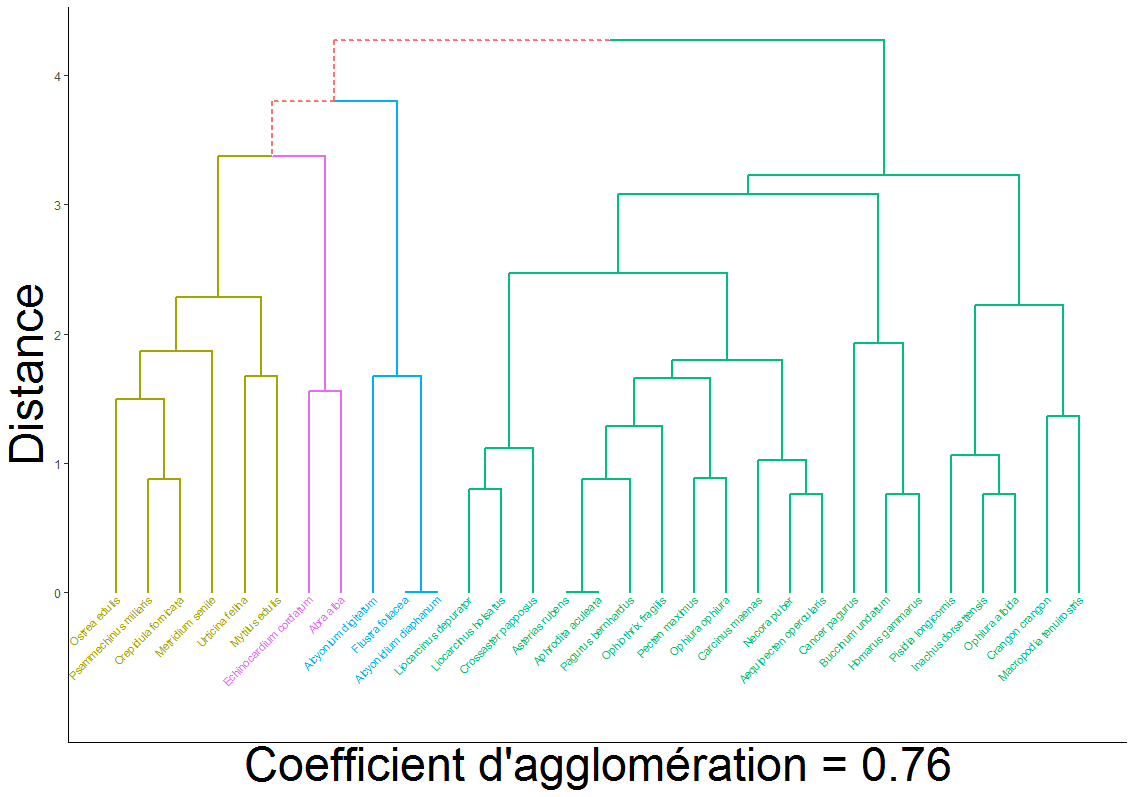 4
3
2
1
0
Distance
Ostrea edulis
Psammechinus miliaris
Crepidula fornicata
Metridium senile
Urticina felina
Mytilus edulis
Echinocardium cordatum
Abra alba
Alcyonium digitatum
Flustra foliacea
Alcyonidium diaphanum
Liocarcinus depurator
Liocarcinus holsatus
Crossaster papposus
Asterias rubens
Aphrodita aculeata
Pagurus bernhardus
Ophiothrix fragilis
Pecten maximus
Ophiura ophiura
Carcinus maenas
Necora puber
Aequipecten opercularis
Cancer pagurus
Buccinum undatum
Homarus gammarus
Pisidia longicornis
Inachus dorsettensis
Ophiura albida
Crangon crangon
Macropodia tenuirostris
Coefficient d'agglomération = 0.76